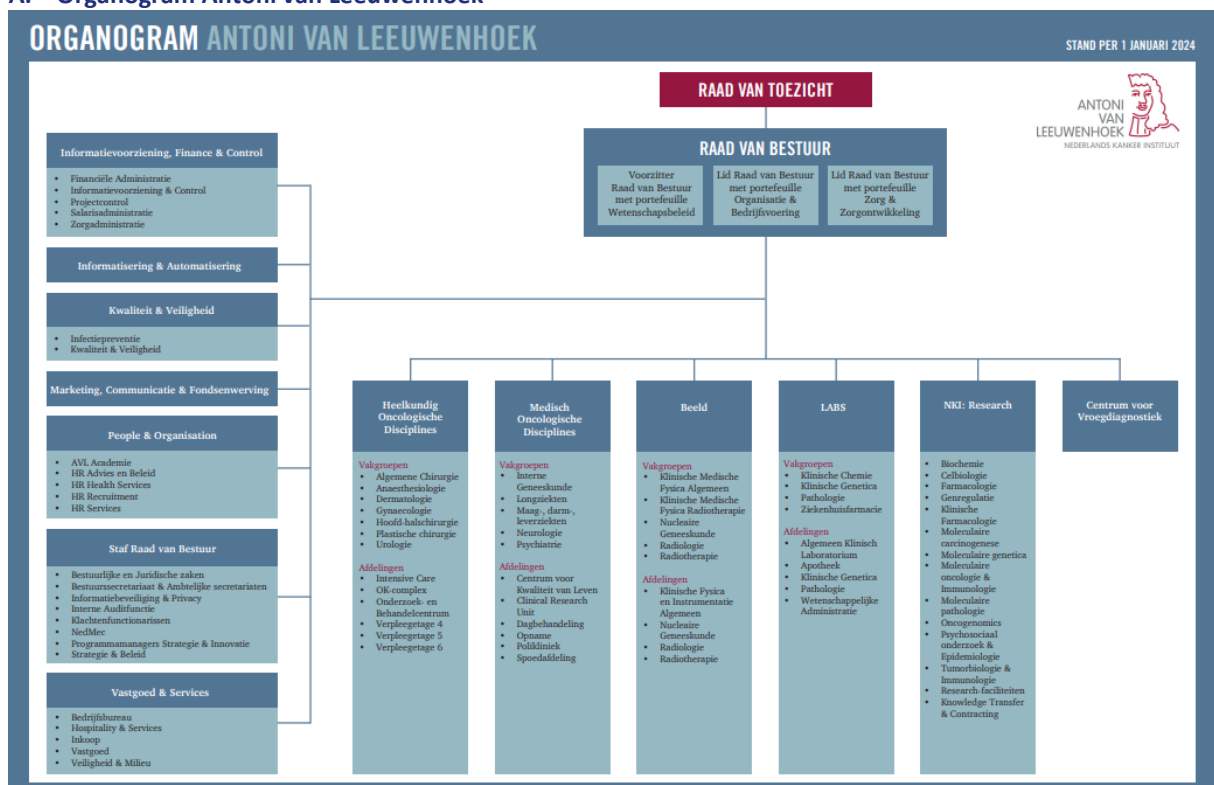 A. Organogram Antoni van Leeuwenhoek
ORGANOGRAM ANTONI VAN LEEUWENHOEK
STAND PER 1 JANUARI 2024
RAAD VAN TOEZICHT
ANTONI
VAN
LEEUWENHOEK
NEDERLANDS KANKER INSTITUUT
RAAD VAN BESTUUR
Voorzitter
Raad van Bestuur
met portefeuille
Wetenschapsbeleid
Lid Raad van Bestuur
met portefeuille
Organisatie &
Bedrijfsvoering
Lid Raad van Bestuur
met portefeuille
Zorg &
Zorgontwikkeling
Informatievoorziening, Finance & Control
• Financiële Administratie
• Informatievoorziening & Control
• Projectcontrol
• Salarisadministratie
• Zorgadministratie
Informatisering & Automatisering
Kwaliteit & Veiligheid
• Infectiepreventie
• Kwaliteit & Veiligheid
Marketing, Communicatie & Fondsenwerving
People & Organisation
• AVL Academie
• HR Advies en Beleid
• HR Health Services
• HR Recruitment
• HR Services
Staf Raad van Bestuur
• Bestuurlijke en Juridische zaken
• Bestuurssecretariaat & Ambtelijke secretariaten
• Informatiebeveiliging & Privacy
• Interne Auditfunctie
• Klachtenfunctionarissen
• NedMec
• Programmamanagers Strategie & Innovatie
• Strategie & Beleid
Vastgoed & Services
• Bedrijfsbureau
• Hospitality & Services
• Inkoop
• Vastgoed
• Veiligheid & Milieu
Heelkundig
Oncologische
Disciplines
Vakgroepen
• Algemene Chirurgie
• Anaesthesiologie
• Dermatologie
• Gynaecologie
• Hoofd-halschirurgie
• Plastische chirurgie
• Urologie
Afdelingen
• Intensive Care
• OK-complex
• Onderzoek- en
Behandelcentrum
• Verpleegetage 4
• Verpleegetage 5
• Verpleegetage 6
Medisch
Oncologische
Disciplines
Vakgroepen
• Interne
Geneeskunde
• Longziekten
• Maag-, darm-,
leverziekten
• Neurologie
• Psychiatrie
Afdelingen
• Centrum voor
Kwaliteit van Leven
• Clinical Research
Unit
• Dagbehandeling
• Opname
• Polikliniek
• Spoedafdeling
Beeld
Vakgroepen
• Klinische Medische
Fysica Algemeen
• Klinische Medische
Fysica Radiotherapie
• Nucleaire
Geneeskunde
• Radiologie
• Radiotherapie
Afdelingen
• Klinische Fysica
en Instrumentatie
Algemeen
• Nucleaire
Geneeskunde
• Radiologie
• Radiotherapie
LABS
Vakgroepen
• Klinische Chemie
• Klinische Genetica
• Pathologie
• Ziekenhuisfarmacie
Afdelingen
• Algemeen Klinisch
Laboratorium
• Apotheek
• Klinische Genetica
• Pathologie
• Wetenschappelijke
Administratie
NKI: Research
• Biochemie
• Celbiologie
• Farmacologie
• Genregulatie
• Klinische
Farmacologie
• Moleculaire
carcinogenese
• Moleculaire genetica
• Moleculaire
oncologie &
Immunologie
• Moleculaire
pathologie
• Oncogenomics
• Psychosociaal
onderzoek &
Epidemiologie
• Tumorbiologie &
Immunologie
• Research-faciliteiten
• Knowledge Transfer
& Contracting
Centrum voor
Vroegdiagnostiek